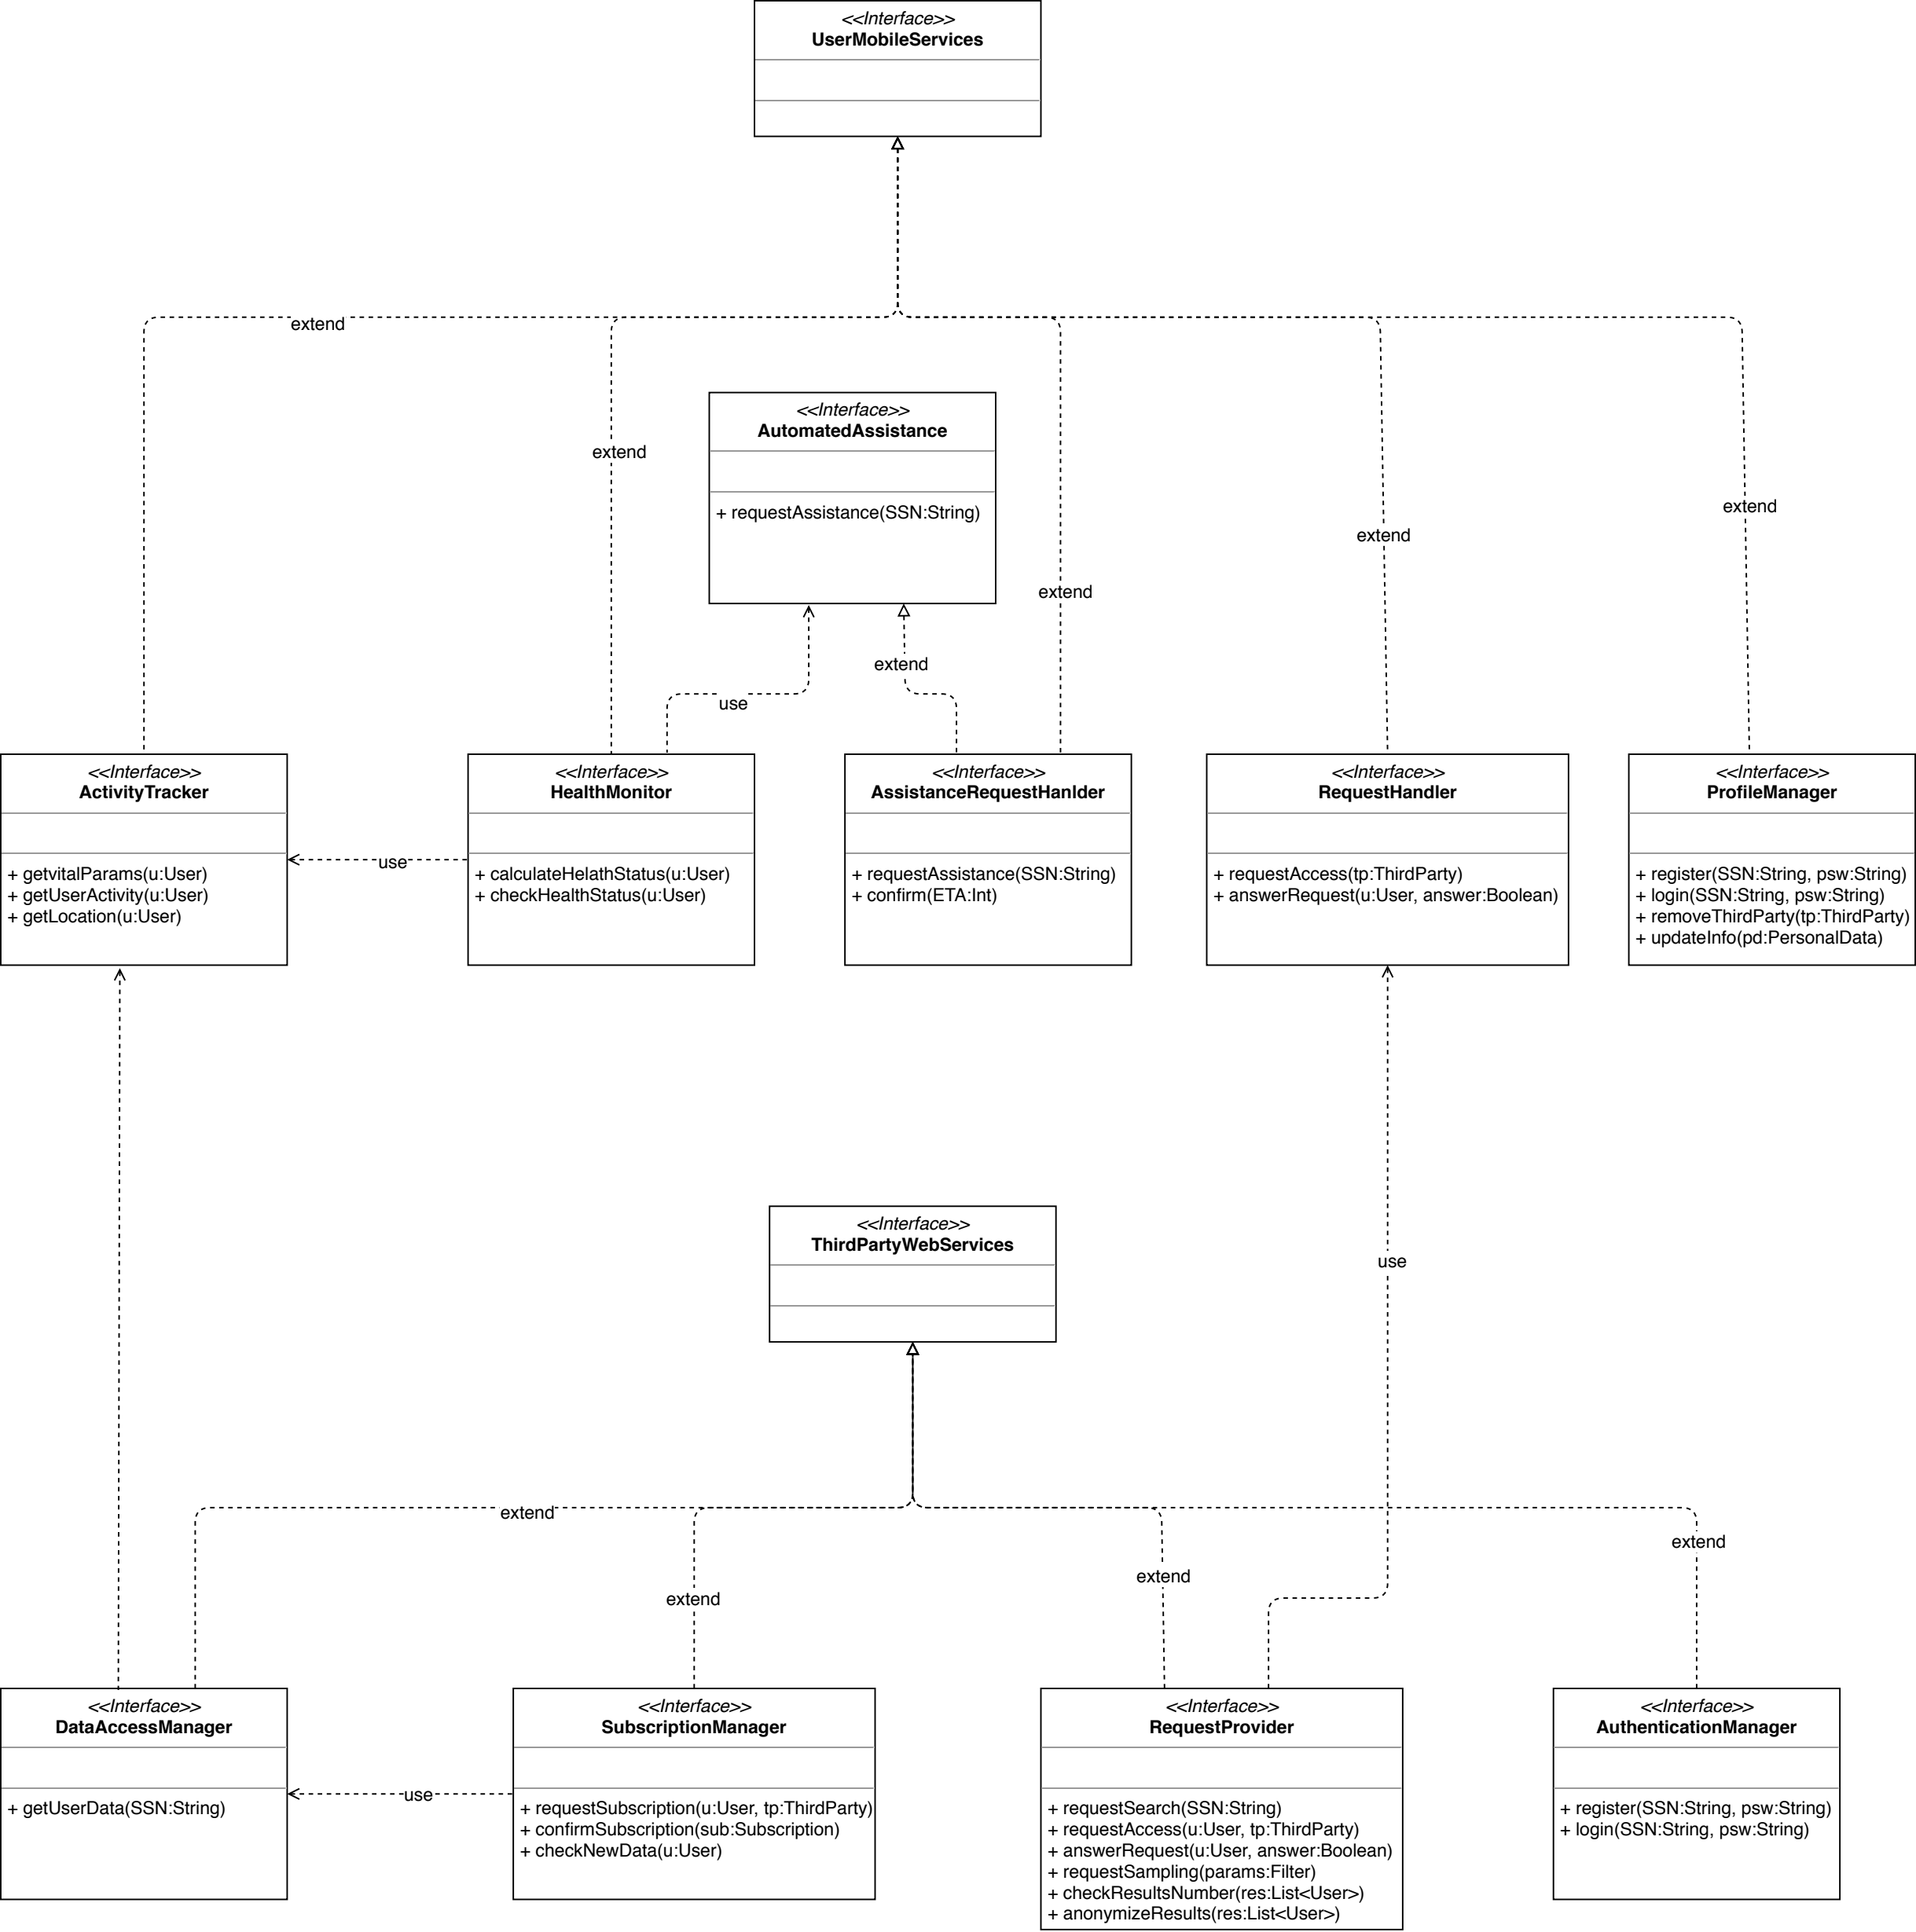 <<Interface>>
UserMobileServices
extend
<<Interface>>
AutomatedAssistance
+ requestAssistance(SSN:String)
extend
extend
extend
extend
extend
use
<<Interface>>
ActivityTracker
+ getvitalParams(u:User)
+ getUserActivity(u:User)
+ getLocation(u:User)
use
<<Interface>>
HealthMonitor
+ calculateHelathStatus(u:User)
+ checkHealthStatus(u:User)
<<Interface>>
AssistanceRequestHanlder
+ requestAssistance(SSN:String)
+ confirm(ETA:Int)
<<Interface>>
RequestHandler
+ requestAccess(tp:ThirdParty)
+ answerRequest(u:User, answer:Boolean)
<<Interface>>
ProfileManager
+ register(SSN:String, psw:String)
+ login(SSN:String, psw:String)
+ removeThirdParty(tp:ThirdParty)
+ updateInfo(pd:PersonalData)
<<Interface>>
ThirdPartyWebServices
use
extend
extend
extend
extend
<<Interface>>
DataAccessManager
+ getUserData(SSN:String)
use
<<Interface>>
SubscriptionManager
+ requestSubscription(u:User, tp:ThirdParty)
+ confirmSubscription(sub:Subscription)
+ checkNewData(u:User)
<<Interface>>
RequestProvider
+ requestSearch(SSN:String)
+ requestAccess(u:User, tp:ThirdParty)
+ answerRequest(u:User, answer:Boolean)
+ requestSampling(params:Filter)
+ checkResultsNumber(res:List<User>)
+ anonymizeResults(res:List<User>)
<<Interface>>
AuthenticationManager
+ register(SSN:String, psw:String)
+ login(SSN:String, psw:String)